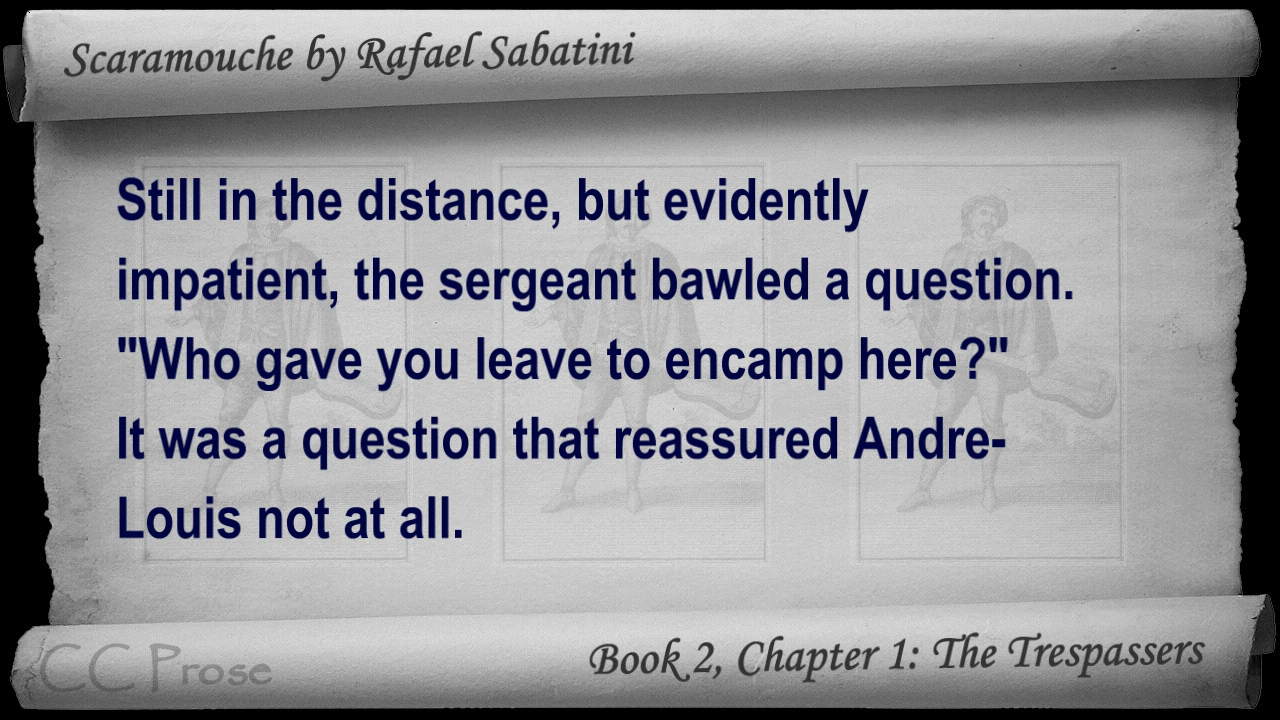 Scaramouche by Rafael Sabatini
Still in the distance, but evidently
impatient, the sergeant bawled a question.
"Who gave you leave to encamp here?"
It was a question that reassured Andre-
Louis not at all.
CC Prose
Book 2, Chapter 1: The Trespassers